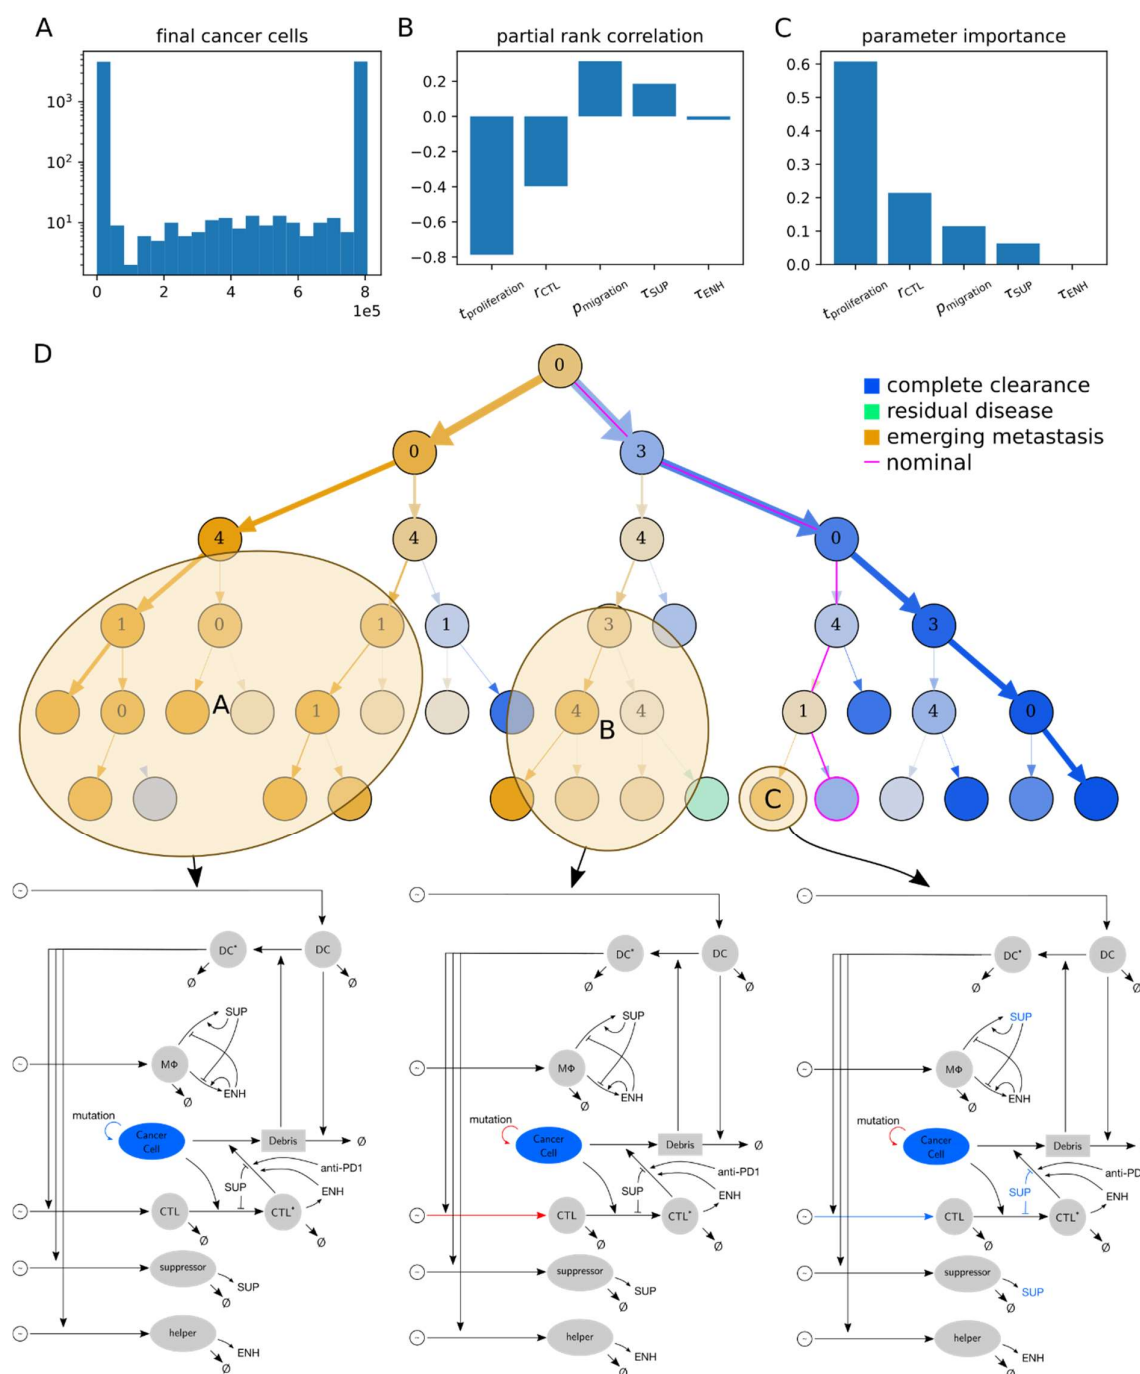 A
final cancer cells
10³
10²
10¹
0
2
4
6
8
1e5
B
partial rank correlation
0.2
0.0
−0.2
−0.4
−0.6
−0.8
t_proliferation
r_CTL
p_migration
τ_SUP
τ_ENH
C
parameter importance
0.6
0.5
0.4
0.3
0.2
0.1
0.0
t_proliferation
r_CTL
p_migration
τ_SUP
τ_ENH
D
complete clearance
residual disease
emerging metastasis
nominal
0
0
3
4
4
4
0
1
0
1
1
3
4
3
0
A
1
4
B
4
1
4
0
C
~
DC*
DC
Ø
Ø
SUP
~
MΦ
ENH
Ø
mutation
Cancer
Cell
Debris
Ø
anti-PD1
SUP
ENH
~
CTL
CTL*
Ø
Ø
~
suppressor
SUP
Ø
~
helper
ENH
Ø
~
DC*
DC
Ø
Ø
SUP
~
MΦ
ENH
Ø
mutation
Cancer
Cell
Debris
Ø
anti-PD1
SUP
ENH
~
CTL
CTL*
Ø
Ø
~
suppressor
SUP
Ø
~
helper
ENH
Ø
~
DC*
DC
Ø
Ø
SUP
~
MΦ
ENH
Ø
mutation
Cancer
Cell
Debris
anti-PD1
SUP
ENH
~
CTL
CTL*
Ø
Ø
~
suppressor
SUP
Ø
~
helper
ENH
Ø